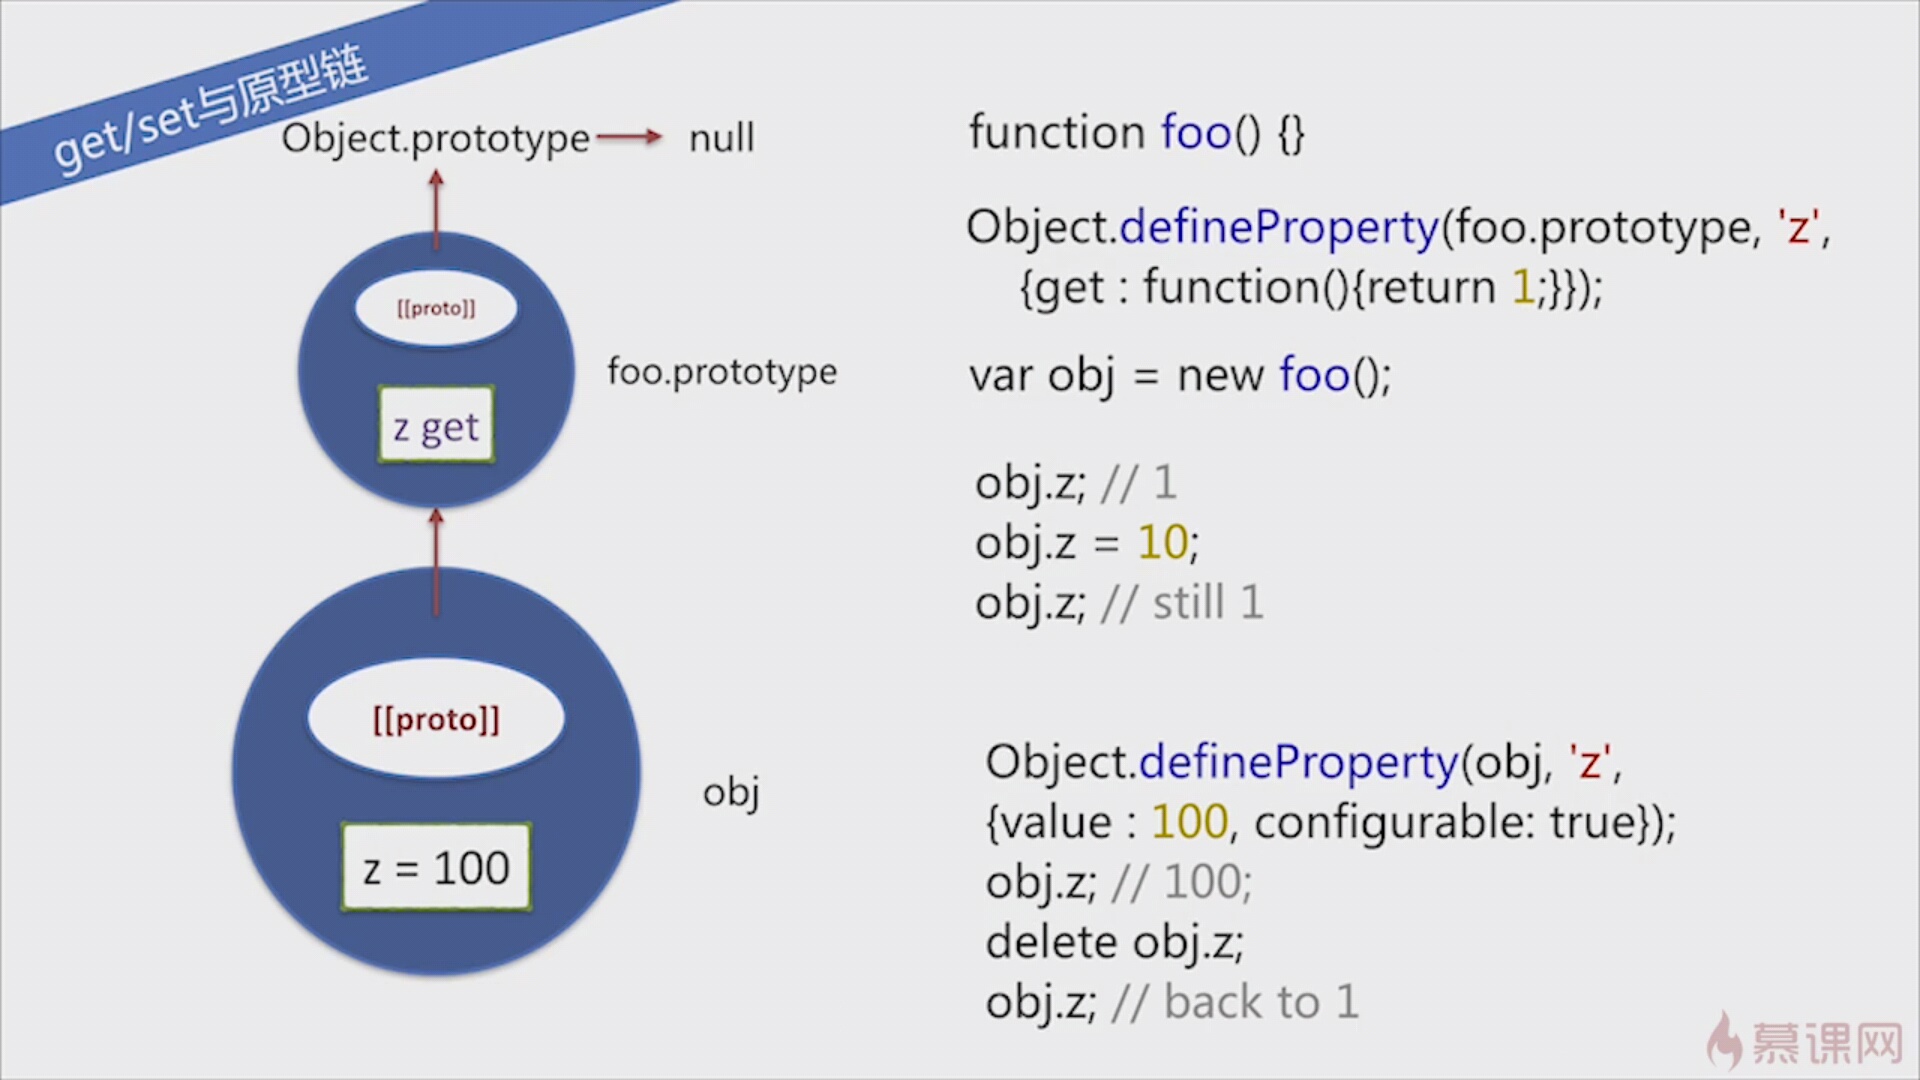 get/set与原型链
Object.prototype
null
[[proto]]
z get
foo.prototype
[[proto]]
z = 100
obj
function foo() {}
Object.defineProperty(foo.prototype, 'z',
{get : function(){return 1;}});
var obj = new foo();
obj.z; // 1
obj.z = 10;
obj.z; // still 1
Object.defineProperty(obj, 'z',
{value : 100, configurable: true});
obj.z; // 100;
delete obj.z;
obj.z; // back to 1
慕课网